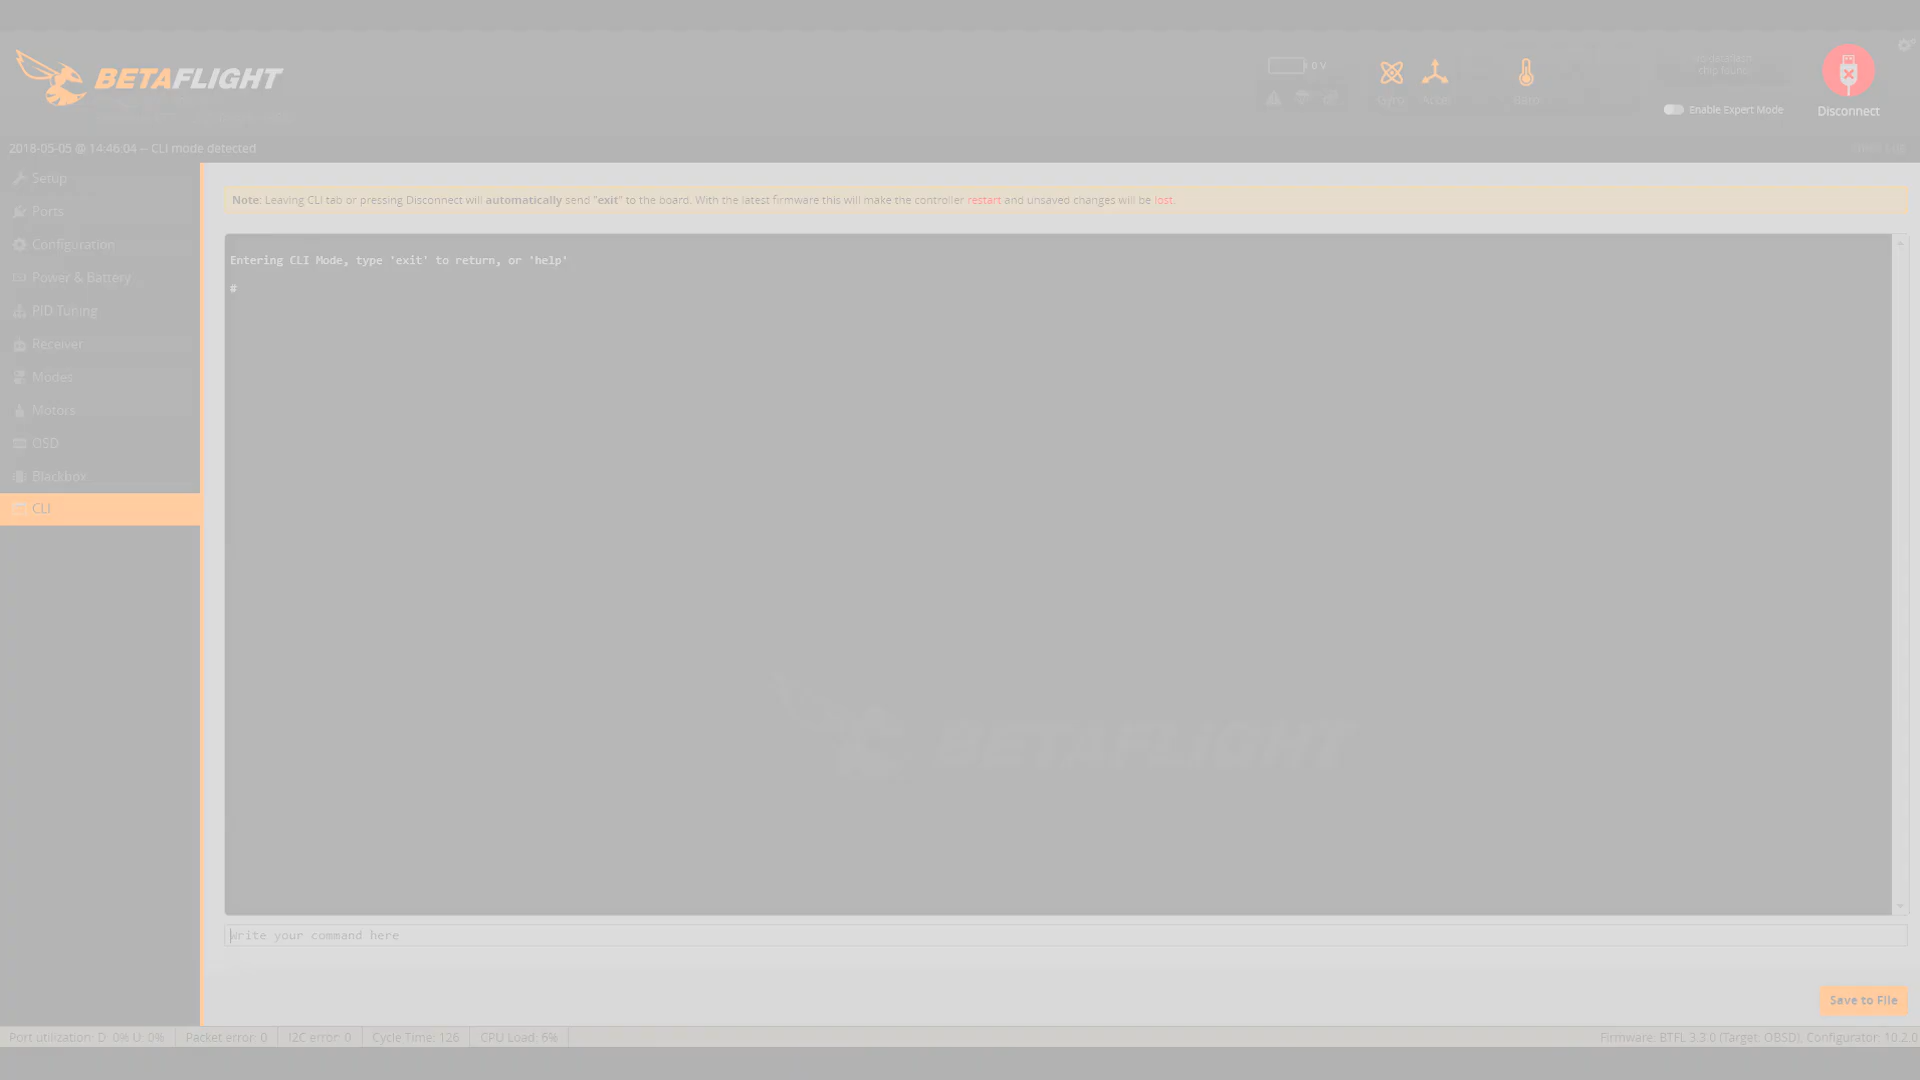 BETAFLIGHT
0 V
Gyro Accel Baro
Enable Expert Mode
Disconnect
2018-05-05 @ 14:46:04 -- CLI mode detected
Setup
Ports
Configuration
Power & Battery
PID Tuning
Receiver
Modes
Motors
OSD
Blackbox
CLI
Note: Leaving CLI tab or pressing Disconnect will automatically send "exit" to the board. With the latest firmware this will make the controller restart and unsaved changes will be lost.
Entering CLI Mode, type 'exit' to return, or 'help'
#
BETAFLIGHT
Write your command here
Save to File
Port utilization: D: 0% U: 0% Packet error: 0 I2C error: 0 Cycle Time: 126 CPU Load: 6% Firmware: BTFL 3.3.0 (Target: OBSD), Configurator: 10.2.0